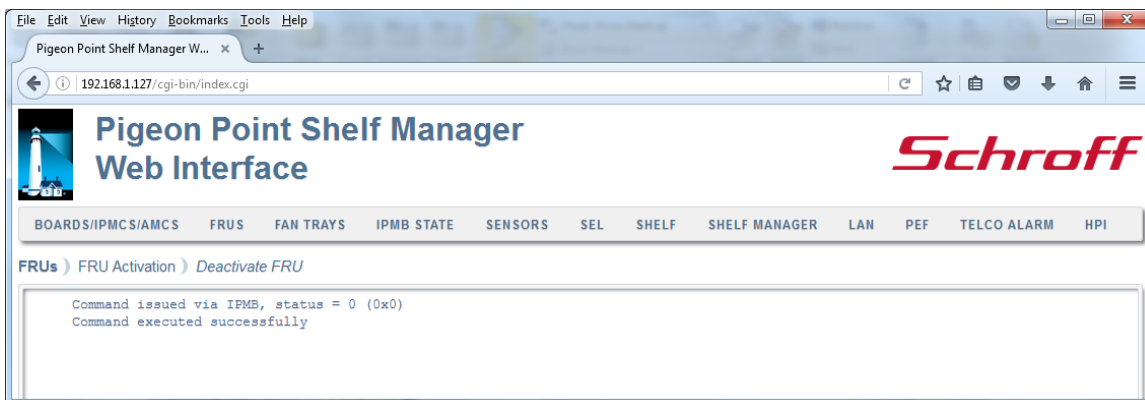 File Edit View History Bookmarks Tools Help
Pigeon Point Shelf Manager W... × +
192.168.1.127/cgi-bin/index.cgi
Pigeon Point Shelf Manager
Web Interface
Schroff
BOARDS/IPMCS/AMCS FRUS FAN TRAYS IPMB STATE SENSORS SEL SHELF SHELF MANAGER LAN PEF TELCO ALARM HPI
FRUs ) FRU Activation ) Deactivate FRU
Command issued via IPMB, status = 0 (0x0)
Command executed successfully